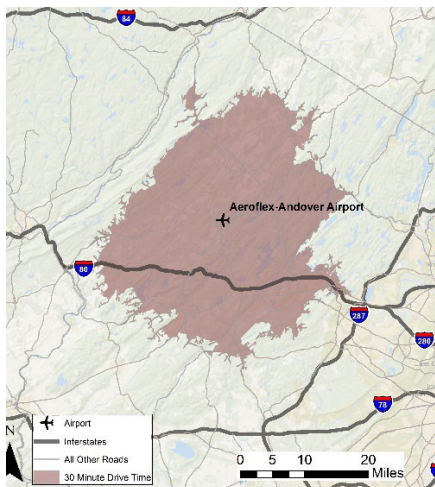 84
Aeroflex-Andover Airport
80
287
280
78
N
Airport
Interstates
All Other Roads
30 Minute Drive Time
0 5 10 20
Miles